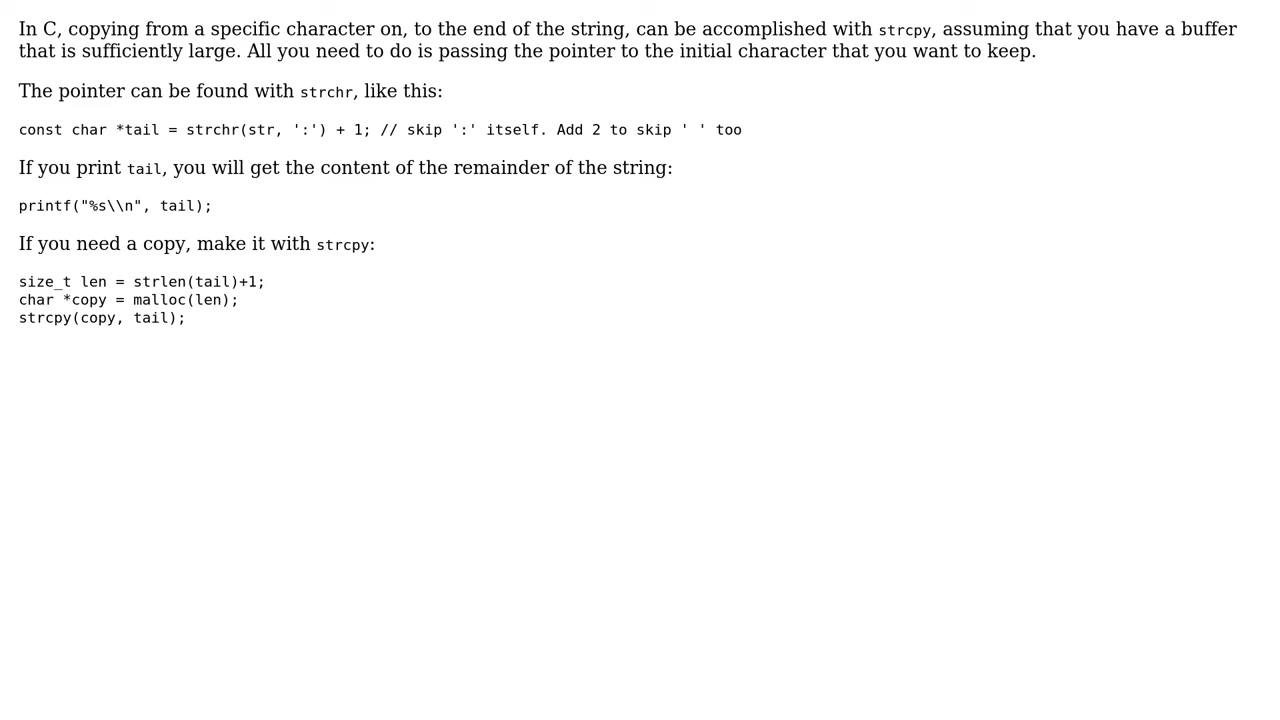 In C, copying from a specific character on, to the end of the string, can be accomplished with strcpy, assuming that you have a buffer
that is sufficiently large. All you need to do is passing the pointer to the initial character that you want to keep.
The pointer can be found with strchr, like this:
const char *tail = strchr(str, ':') + 1; // skip ':' itself. Add 2 to skip ' ' too
If you print tail, you will get the content of the remainder of the string:
printf("%s\\n", tail);
If you need a copy, make it with strcpy:
size_t len = strlen(tail)+1;
char *copy = malloc(len);
strcpy(copy, tail);